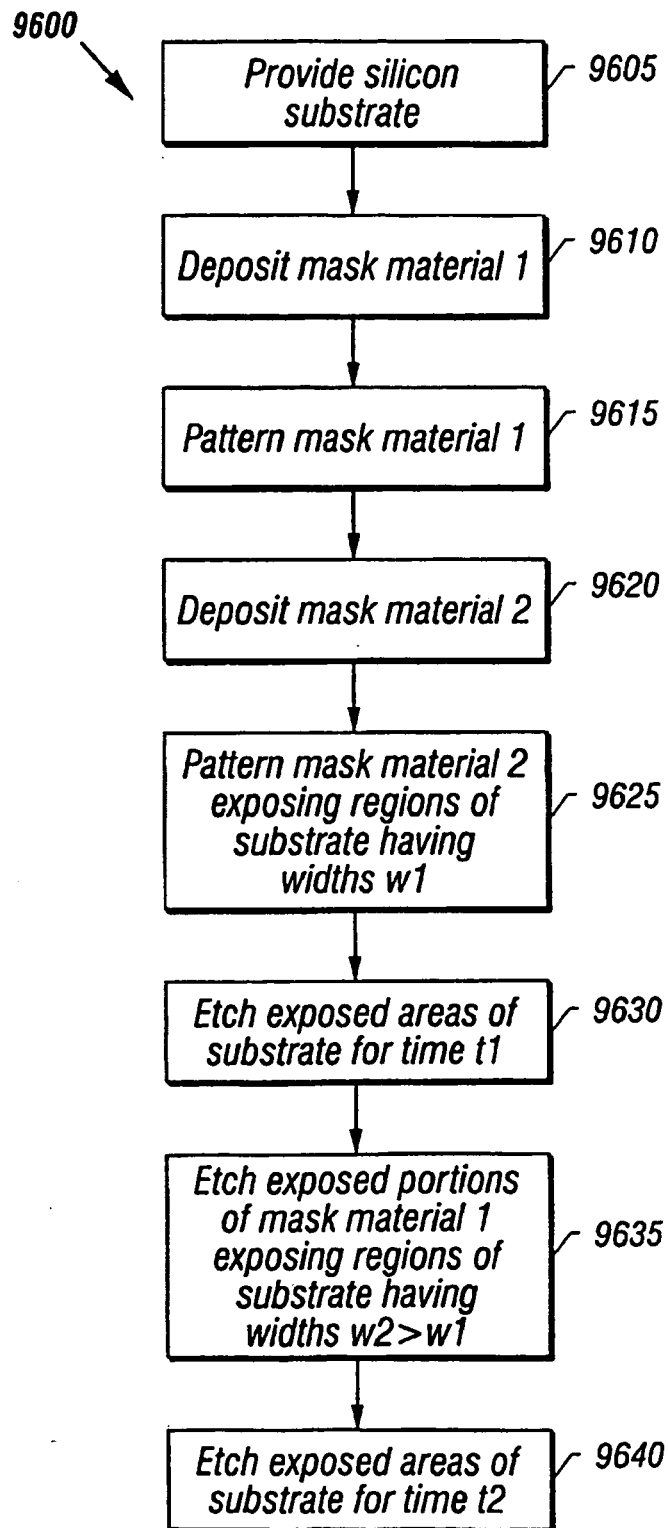 9600
Provide silicon
substrate
9605
Deposit mask material 1
9610
Pattern mask material 1
9615
Deposit mask material 2
9620
Pattern mask material 2
exposing regions of
substrate having
widths w1
9625
Etch exposed areas of
substrate for time t1
9630
Etch exposed portions
of mask material 1
exposing regions of
substrate having
widths w2>w1
9635
Etch exposed areas of
substrate for time t2
9640